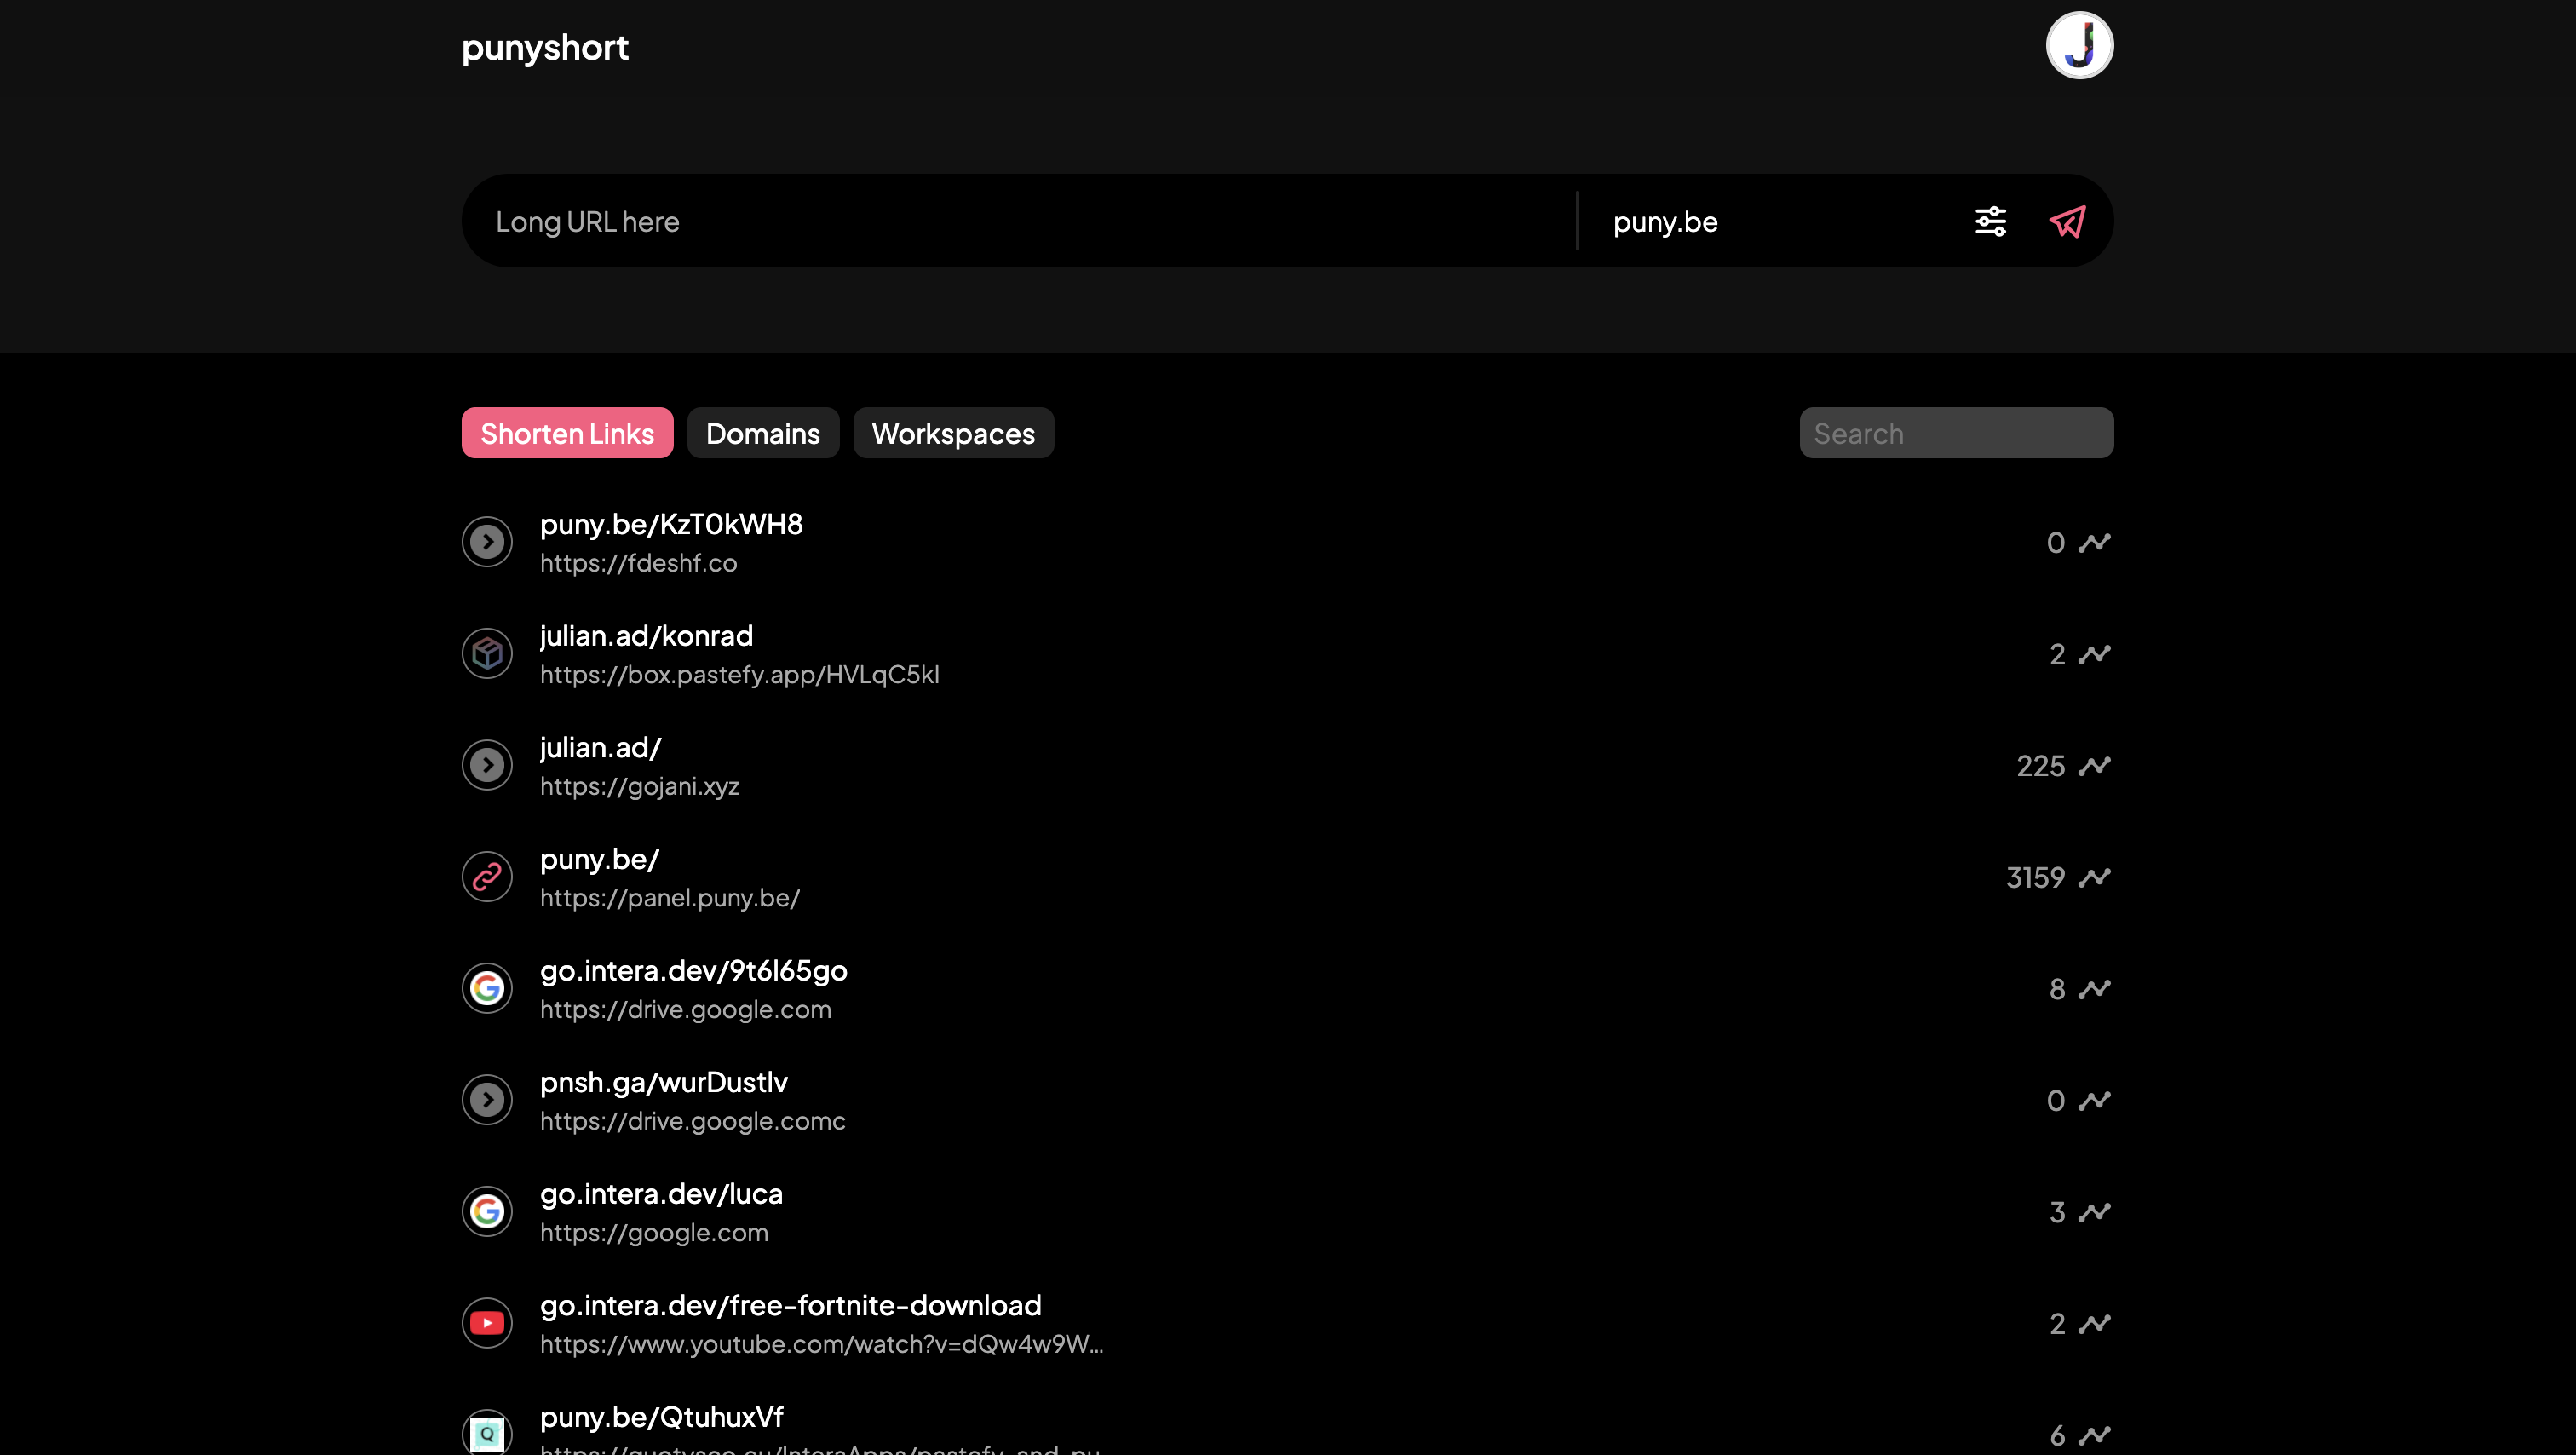 punyshort
Long URL here
puny.be
Shorten Links
Domains
Workspaces
Search
puny.be/KzT0kWH8
https://fdeshf.co
0
julian.ad/konrad
https://box.pastefy.app/HVLqC5kI
2
julian.ad/
https://gojani.xyz
225
puny.be/
https://panel.puny.be/
3159
go.intera.dev/9t6l65go
https://drive.google.com
8
pnsh.ga/wurDustlv
https://drive.google.comc
0
go.intera.dev/luca
https://google.com
3
go.intera.dev/free-fortnite-download
https://www.youtube.com/watch?v=dQw4w9W...
2
puny.be/QtuhuxVf
6